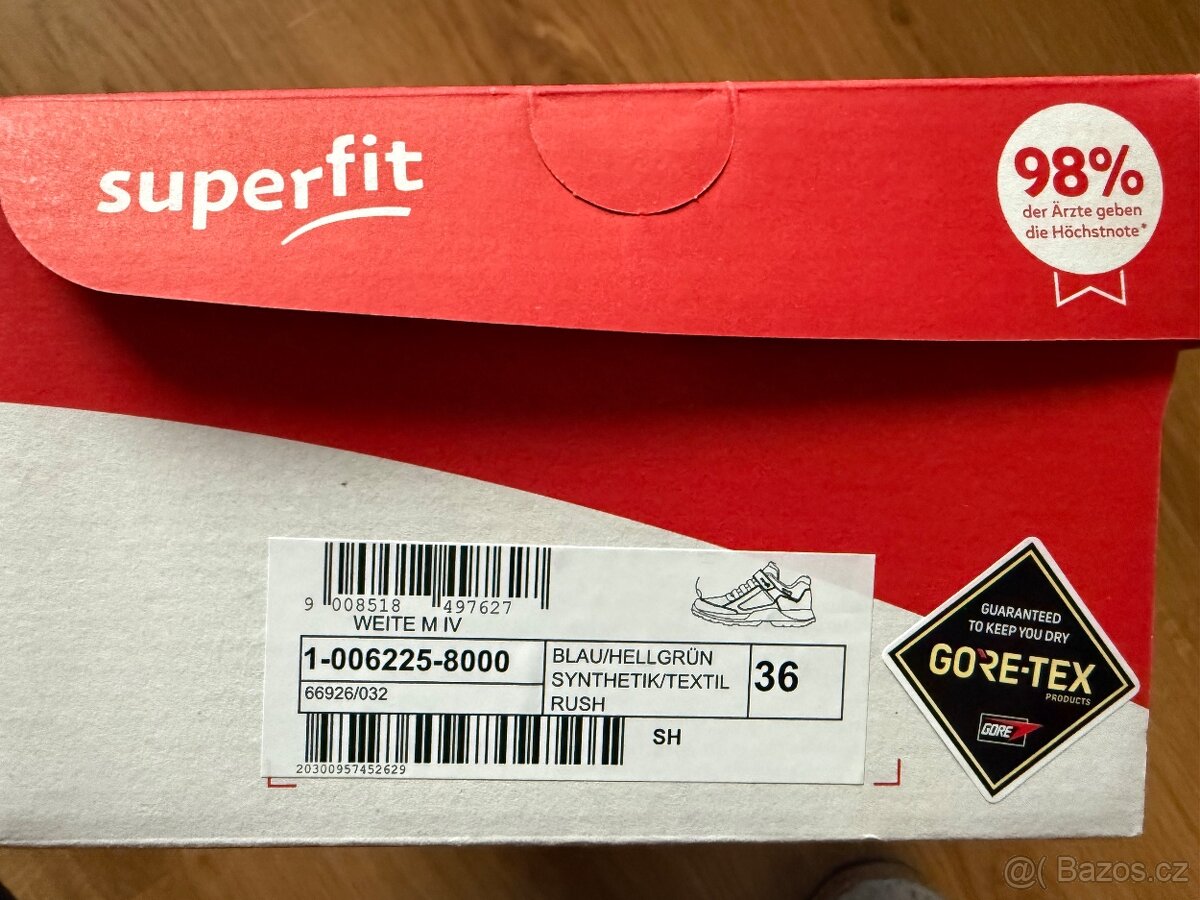 superfit
98%
der Ärzte geben
die Höchstnote*
9 008518 497627
WEITE M IV
1-006225-8000
66926/032
BLAU/HELLGRÜN
SYNTHETIK/TEXTIL
RUSH
36
SH
20300957452629
GUARANTEED
TO KEEP YOU DRY
GORE-TEX
PRODUCTS
GORE
@( Bazos.cz